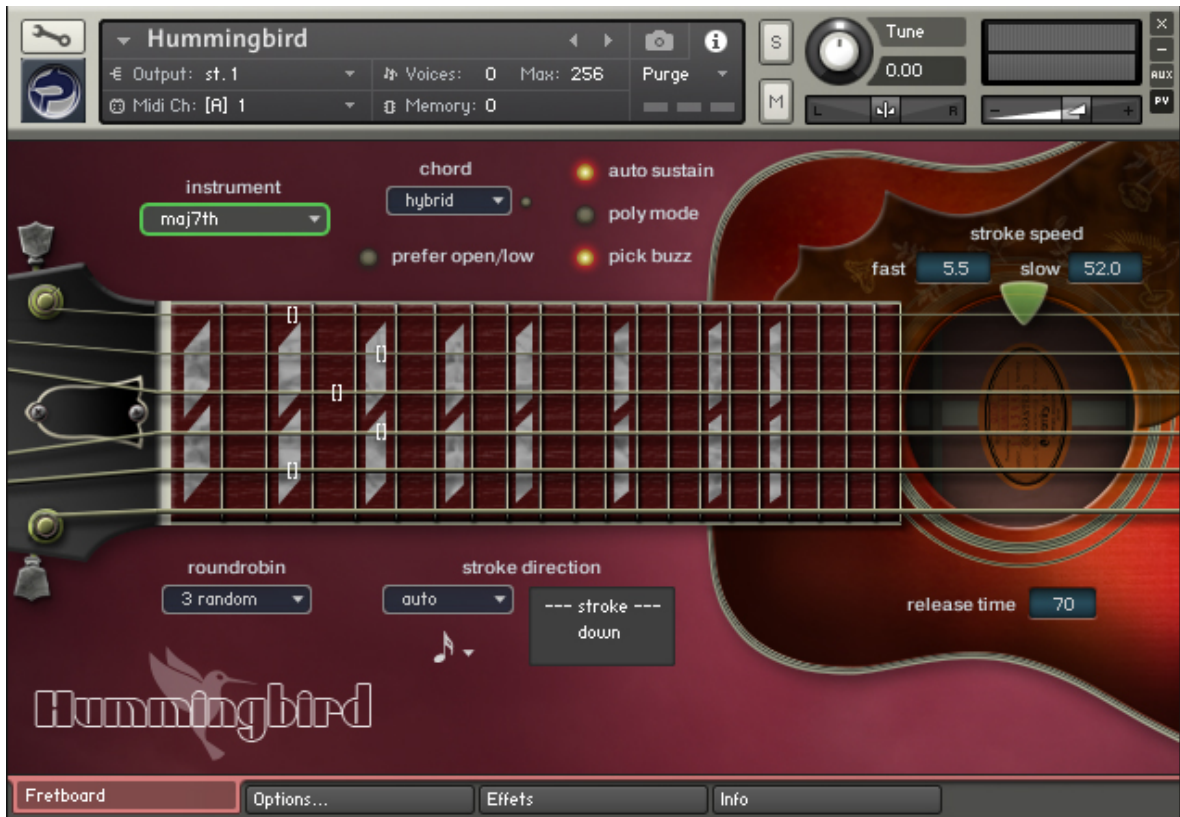 Hummingbird
Output: st. 1
Voices: 0 Max: 256
Purge
Midi Ch: [A] 1
Memory: 0
S
M
Tune
0.00
L
R
-
+
X
-
AUX
PV
instrument
maj7th
chord
hybrid
auto sustain
poly mode
prefer open/low
pick buzz
stroke speed
fast 5.5 slow 52.0
[]
[]
[]
[]
[]
roundrobin
3 random
stroke direction
auto
--- stroke ---
down
release time 70
Hummingbird
Fretboard
Options...
Effets
Info